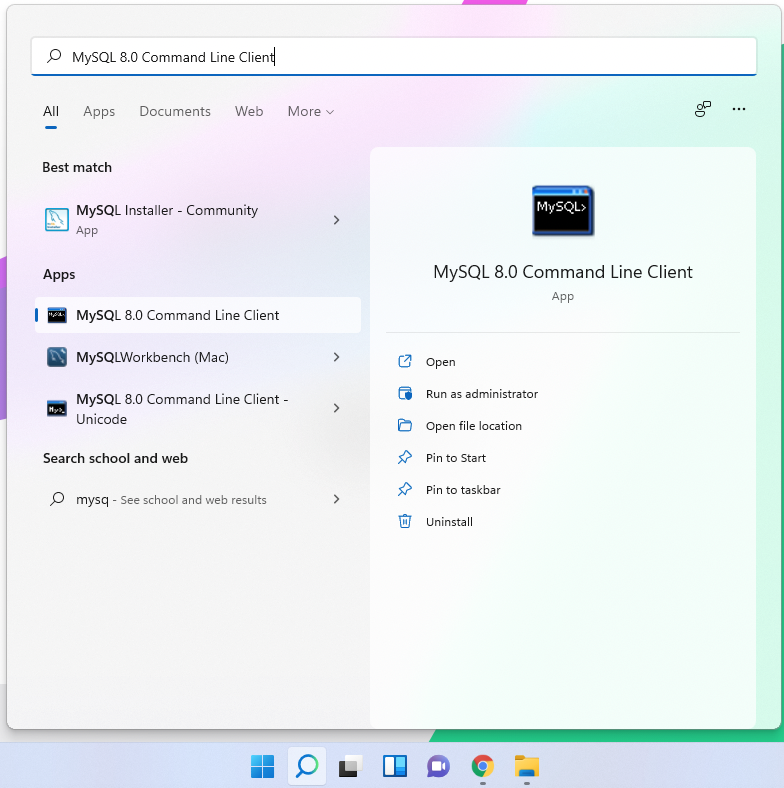 MySQL 8.0 Command Line Client
All Apps Documents Web More
Best match
MySQL Installer - Community
App
Apps
MySQL 8.0 Command Line Client
MySQLWorkbench (Mac)
MySQL 8.0 Command Line Client -
Unicode
Search school and web
mysq - See school and web results
MySQL>
MySQL 8.0 Command Line Client
App
Open
Run as administrator
Open file location
Pin to Start
Pin to taskbar
Uninstall